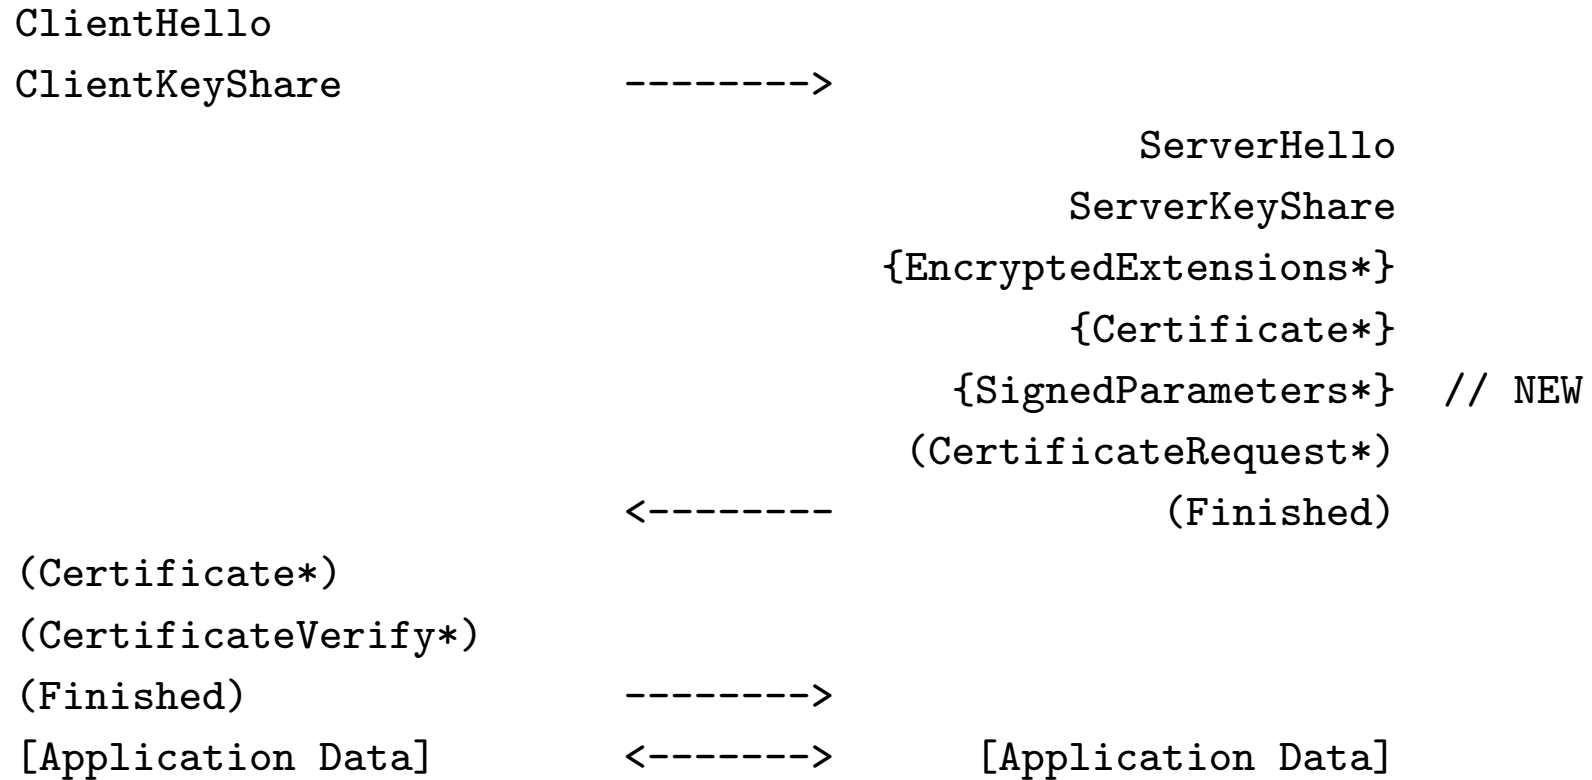 ClientHello
ClientKeyShare -------->
ServerHello
ServerKeyShare
{EncryptedExtensions*}
{Certificate*}
{SignedParameters*} // NEW
(CertificateRequest*)
<-------- (Finished)
(Certificate*)
(CertificateVerify*)
(Finished) -------->
[Application Data] <-------> [Application Data]